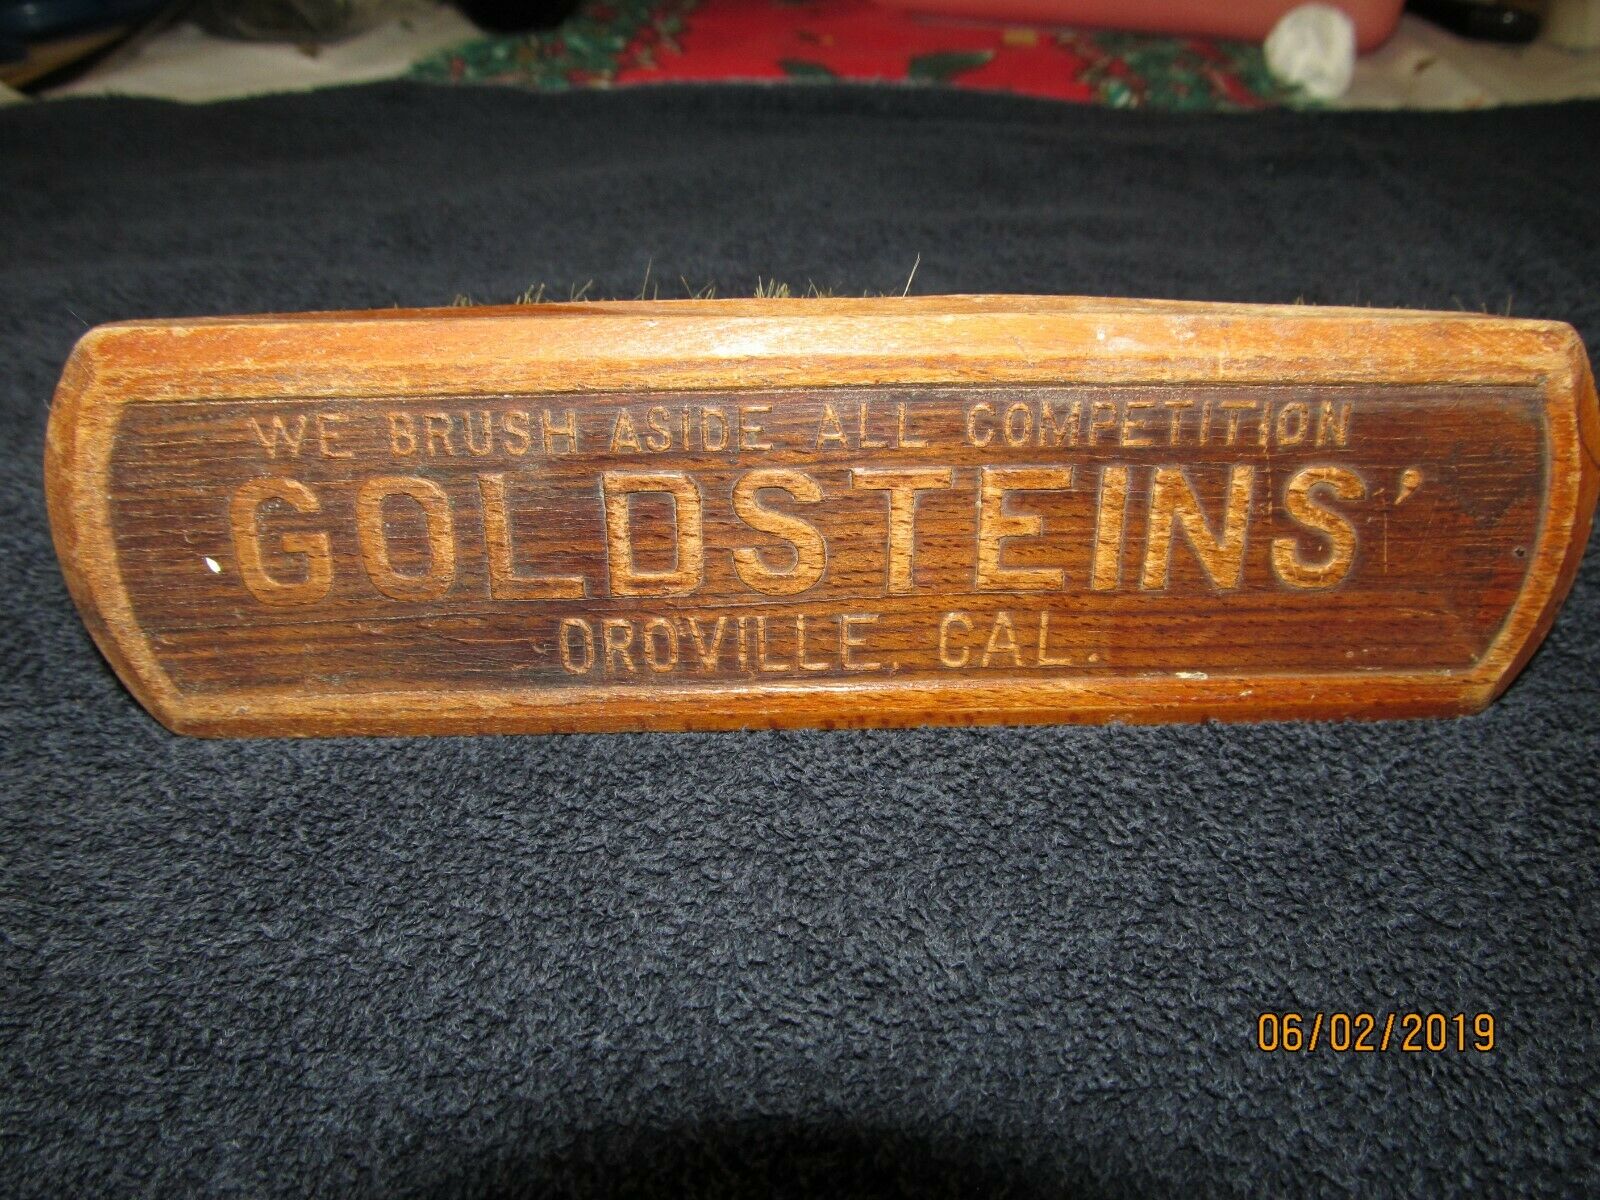 WE BRUSH ASIDE ALL COMPETITION
GOLDSTEINS'
OROVILLE, CAL.
06/02/2019